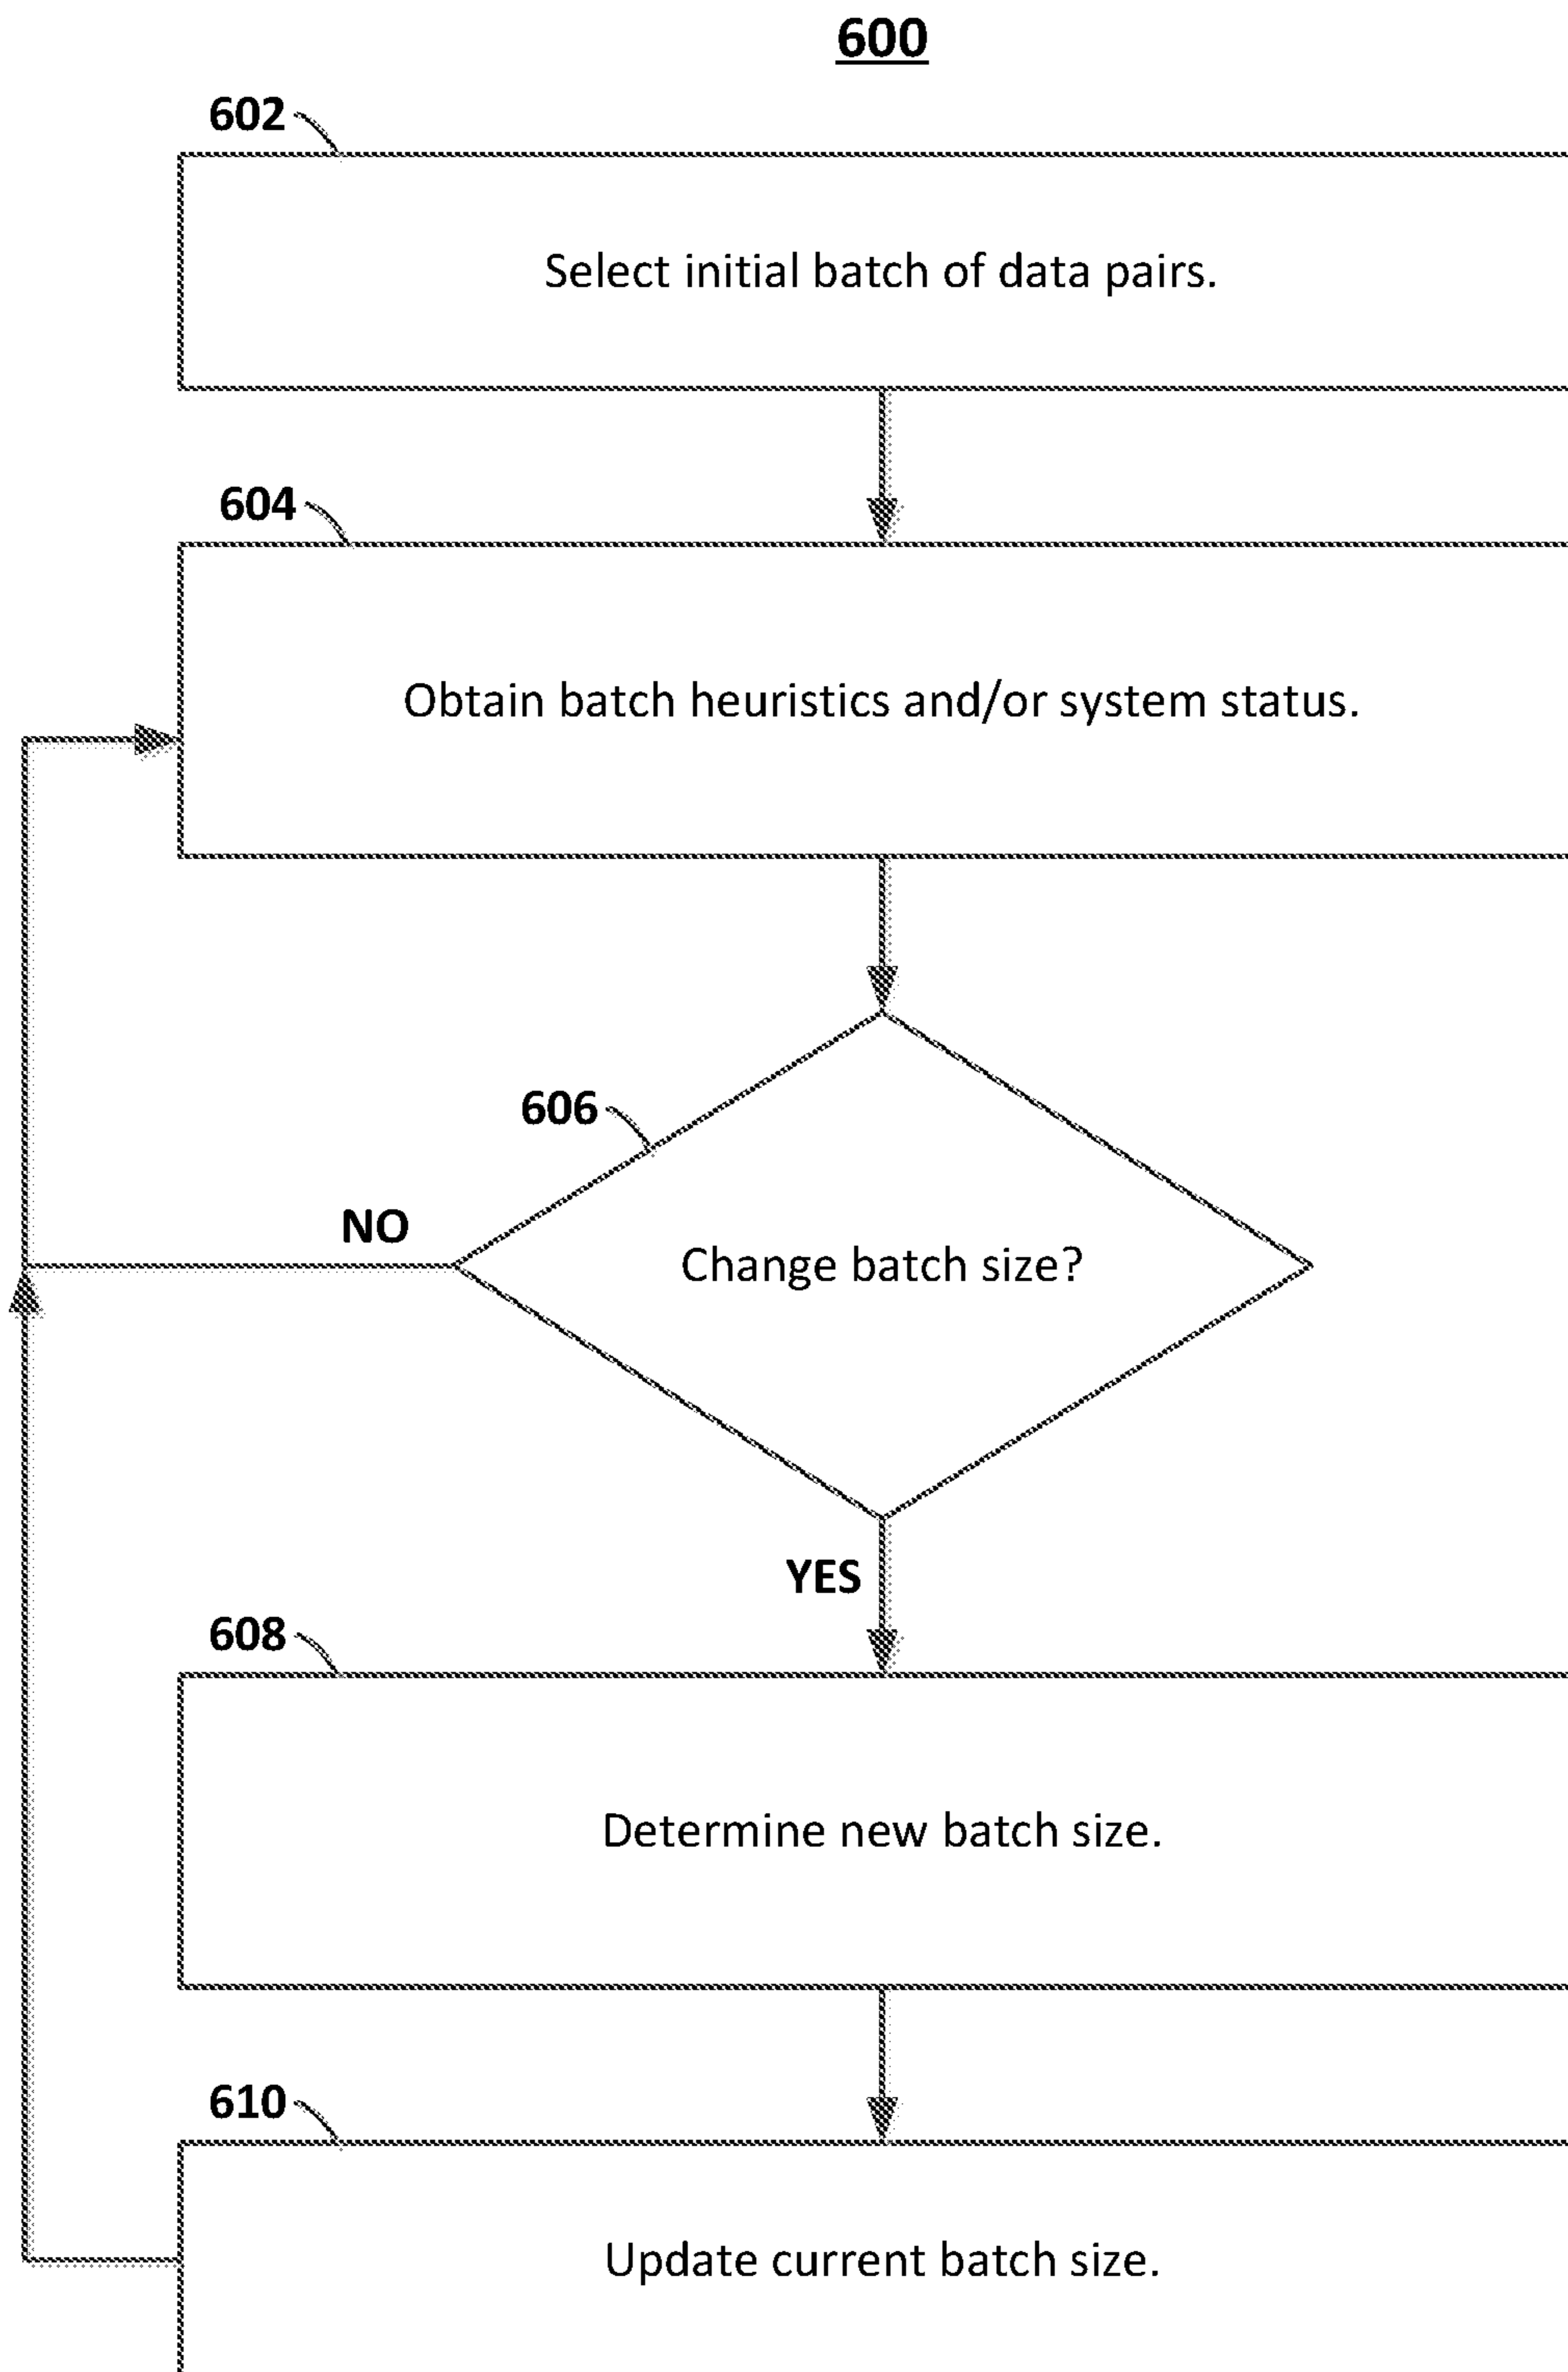 600
602
Select initial batch of data pairs.
604
Obtain batch heuristics and/or system status.
606
NO
Change batch size?
YES
608
Determine new batch size.
610
Update current batch size.